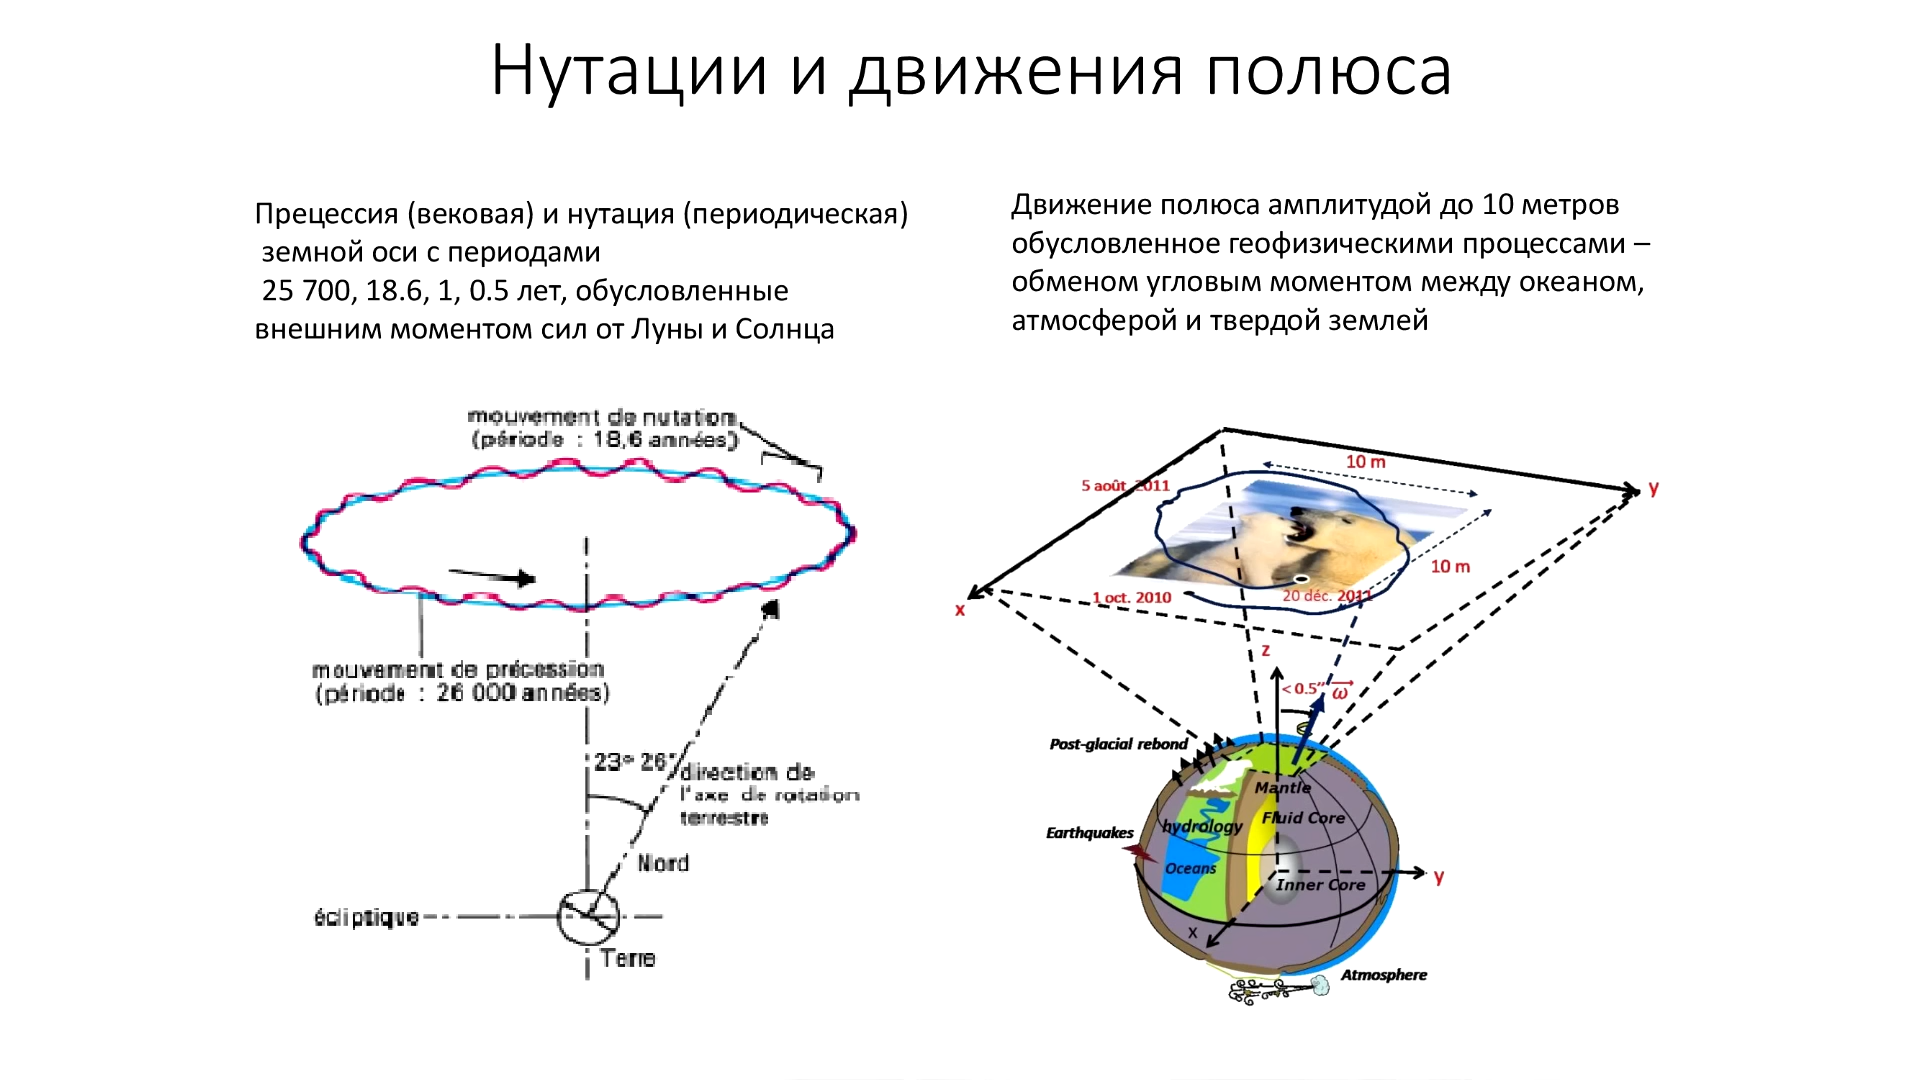 Нутации и движения полюса
Прецессия (вековая) и нутация (периодическая)
земной оси с периодами
25 700, 18.6, 1, 0.5 лет, обусловленные
внешним моментом сил от Луны и Солнца
Движение полюса амплитудой до 10 метров
обусловленное геофизическими процессами –
обменом угловым моментом между океаном,
атмосферой и твердой землей
mouvement de nutation
(période : 18,6 années)
mouvement de précession
(période : 26 000 années)
23° 26'
direction de
l'axe de rotation
terrestre
Nord
écliptique
Terre
10 m
5 août 2011
y
10 m
1 oct. 2010
20 déc. 2011
x
z
< 0.5" ω
Post-glacial rebond
Mantle
Fluid Core
hydrology
Earthquakes
Oceans
Inner Core
y
x
Atmosphere